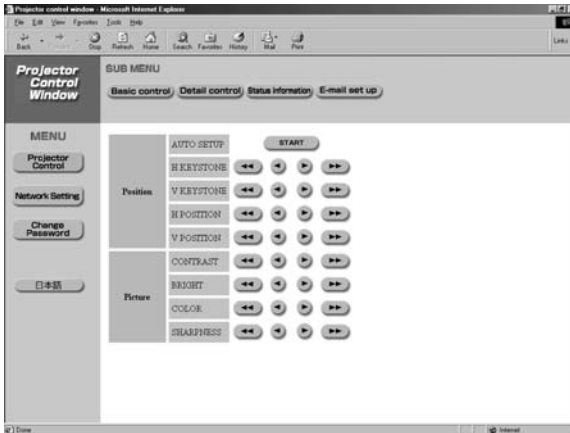 Projector control window - Microsoft Internet Explorer
File Edit View Favorites Tools Help
Back Stop Refresh Home Search Favorites History Mail Print
Links
Projector
Control
Window
SUB MENU
Basic control Detail control Status information E-mail set up
MENU
Projector
Control
Network Setting
Change
Password
日本語
Position
AUTO SETUP START
H KEYSTONE
V KEYSTONE
H POSITION
V POSITION
Picture
CONTRAST
BRIGHT
COLOR
SHARPNESS
Done Internet